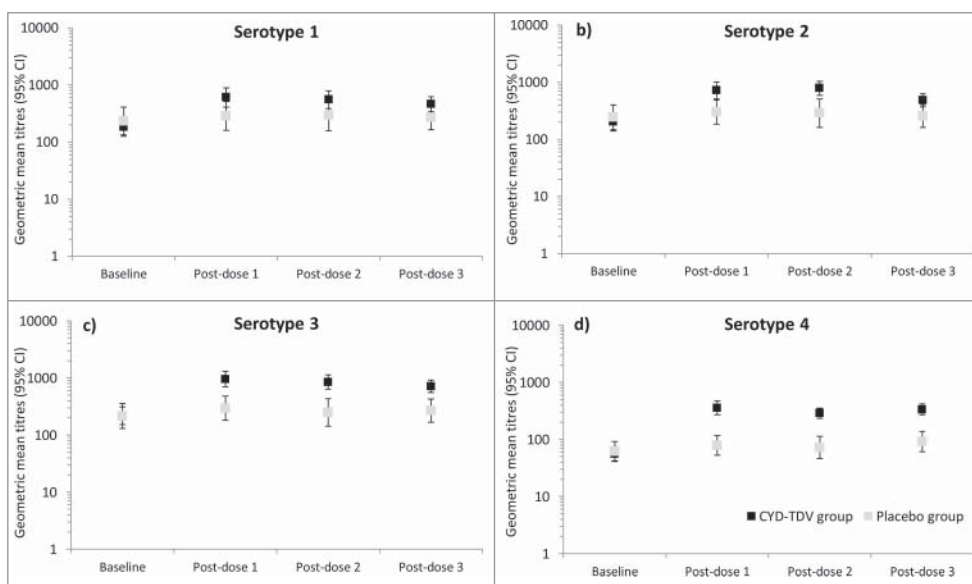 Serotype 1
Geometric mean titres (95% CI)
10000
1000
100
10
1
Baseline
Post-dose 1
Post-dose 2
Post-dose 3
b)
Serotype 2
Geometric mean titres (95% CI)
10000
1000
100
10
1
Baseline
Post-dose 1
Post-dose 2
Post-dose 3
c)
Serotype 3
Geometric mean titres (95% CI)
10000
1000
100
10
1
Baseline
Post-dose 1
Post-dose 2
Post-dose 3
d)
Serotype 4
Geometric mean titres (95% CI)
10000
1000
100
10
1
CYD-TDV group
Placebo group
Baseline
Post-dose 1
Post-dose 2
Post-dose 3